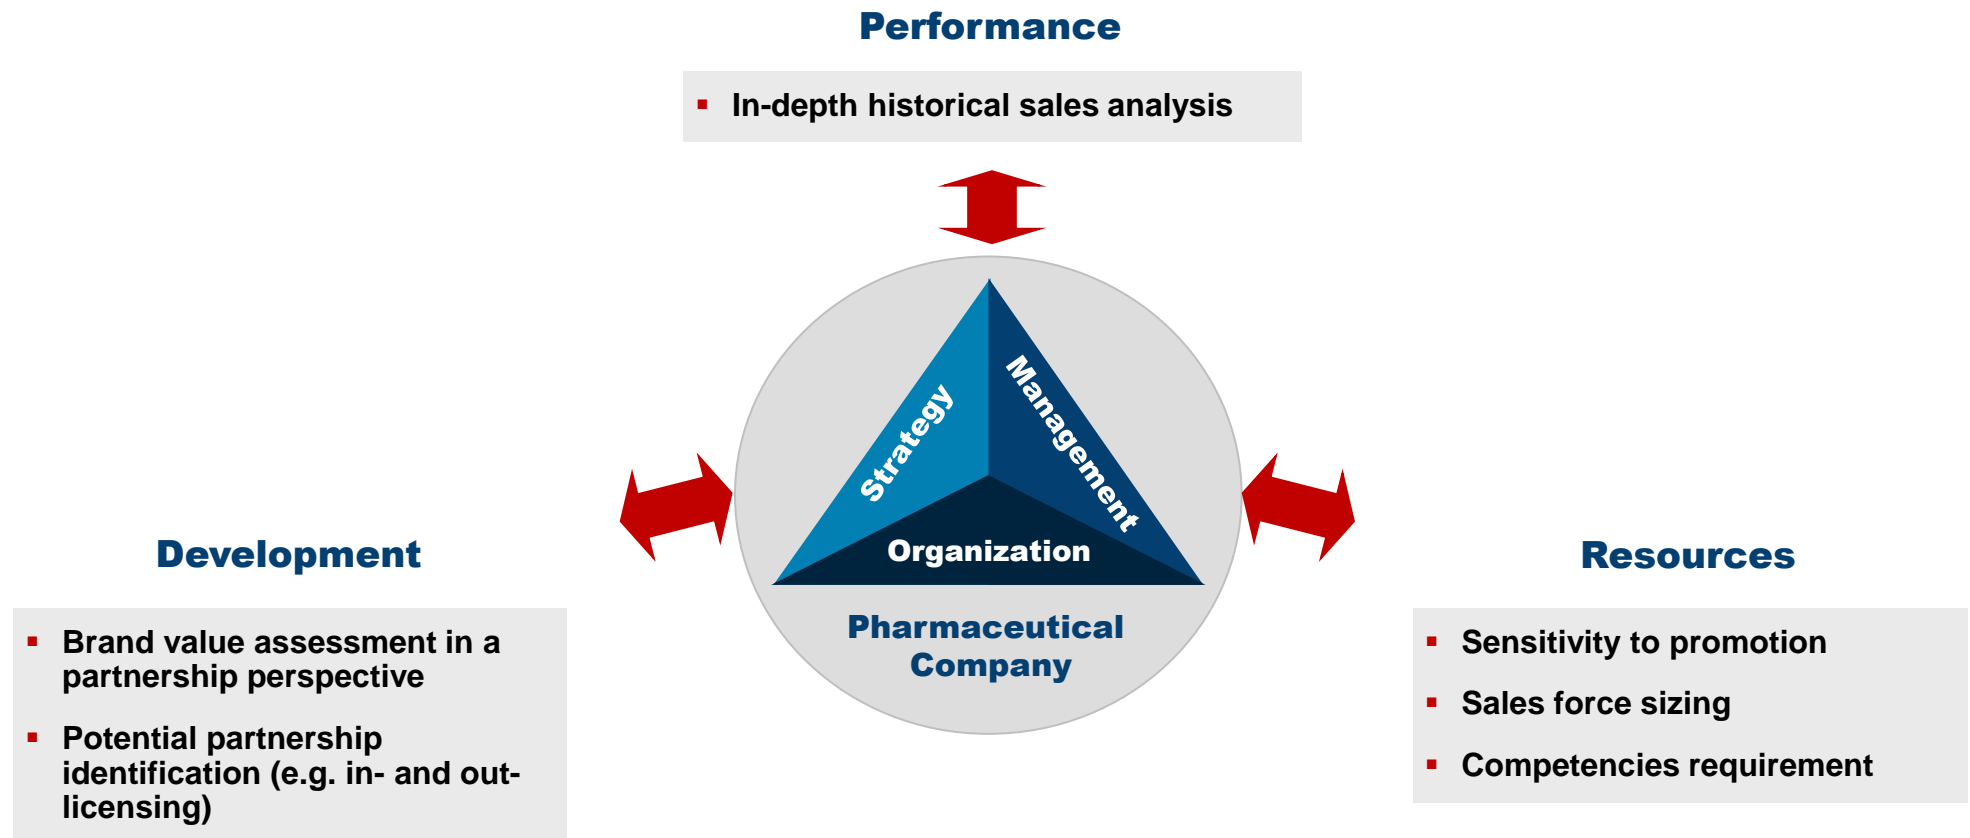 Performance
▪ In-depth historical sales analysis
Strategy
Management
Organization
Pharmaceutical
Company
Development
▪ Brand value assessment in a
partnership perspective
▪ Potential partnership
identification (e.g. in- and out-
licensing)
Resources
▪ Sensitivity to promotion
▪ Sales force sizing
▪ Competencies requirement